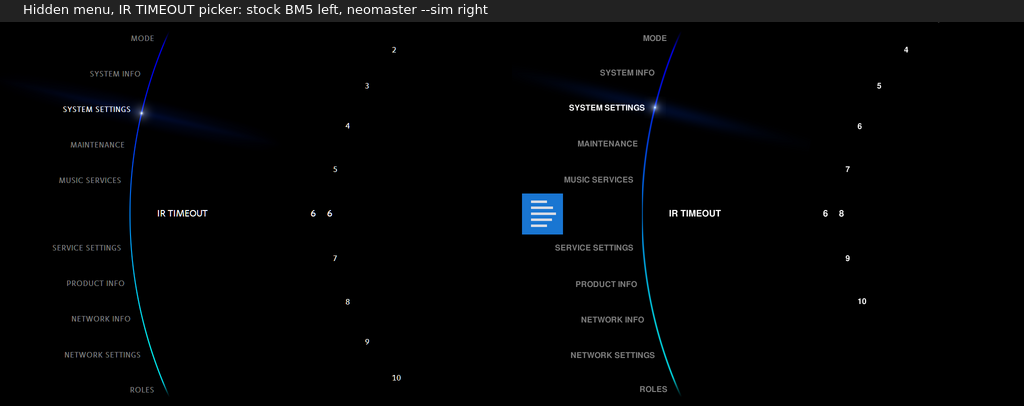 Hidden menu, IR TIMEOUT picker: stock BM5 left, neomaster --sim right
MODE
2
SYSTEM INFO
3
SYSTEM SETTINGS
4
MAINTENANCE
5
MUSIC SERVICES
IR TIMEOUT 6 6
SERVICE SETTINGS
7
PRODUCT INFO
8
NETWORK INFO
9
NETWORK SETTINGS
10
ROLES
MODE
4
SYSTEM INFO
5
SYSTEM SETTINGS
6
MAINTENANCE
7
MUSIC SERVICES
IR TIMEOUT 6 8
SERVICE SETTINGS
9
PRODUCT INFO
10
NETWORK INFO
NETWORK SETTINGS
ROLES